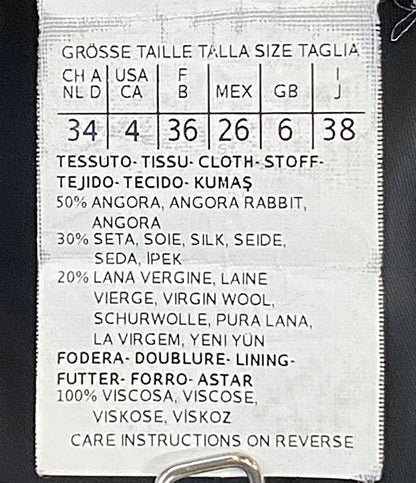 GRÖSSE TAILLE TALLA SIZE TAGLIA
CH A USA F I
NL D CA B MEX GB J
34 4 36 26 6 38
TESSUTO- TISSU- CLOTH- STOFF-
TEJIDO- TECIDO- KUMAŞ
50% ANGORA, ANGORA RABBIT,
ANGORA
30% SETA, SOIE, SILK, SEIDE,
SEDA, İPEK
20% LANA VERGINE, LAINE
VIERGE, VIRGIN WOOL,
SCHURWOLLE, PURA LANA,
LA VIRGEM, YENI YÜN
FODERA- DOUBLURE- LINING-
FUTTER- FORRO- ASTAR
100% VISCOSA, VISCOSE,
VISKOSE, VİSKOZ
CARE INSTRUCTIONS ON REVERSE